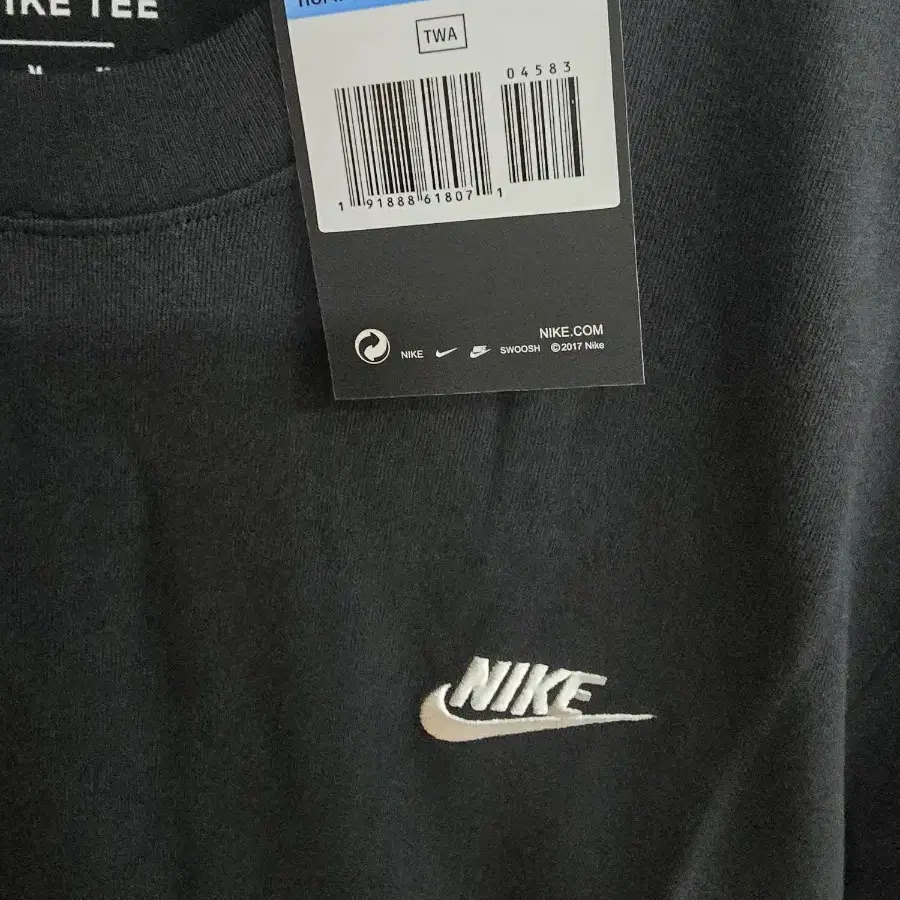 IKE TEE
TWA
04583
1 91888 61807 1
NIKE.COM
NIKE SWOOSH ©2017 Nike
NIKE